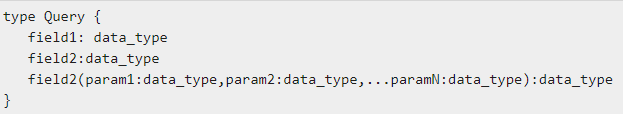 type Query {
   field1: data_type
   field2:data_type
   field2(param1:data_type,param2:data_type,...paramN:data_type):data_type
}